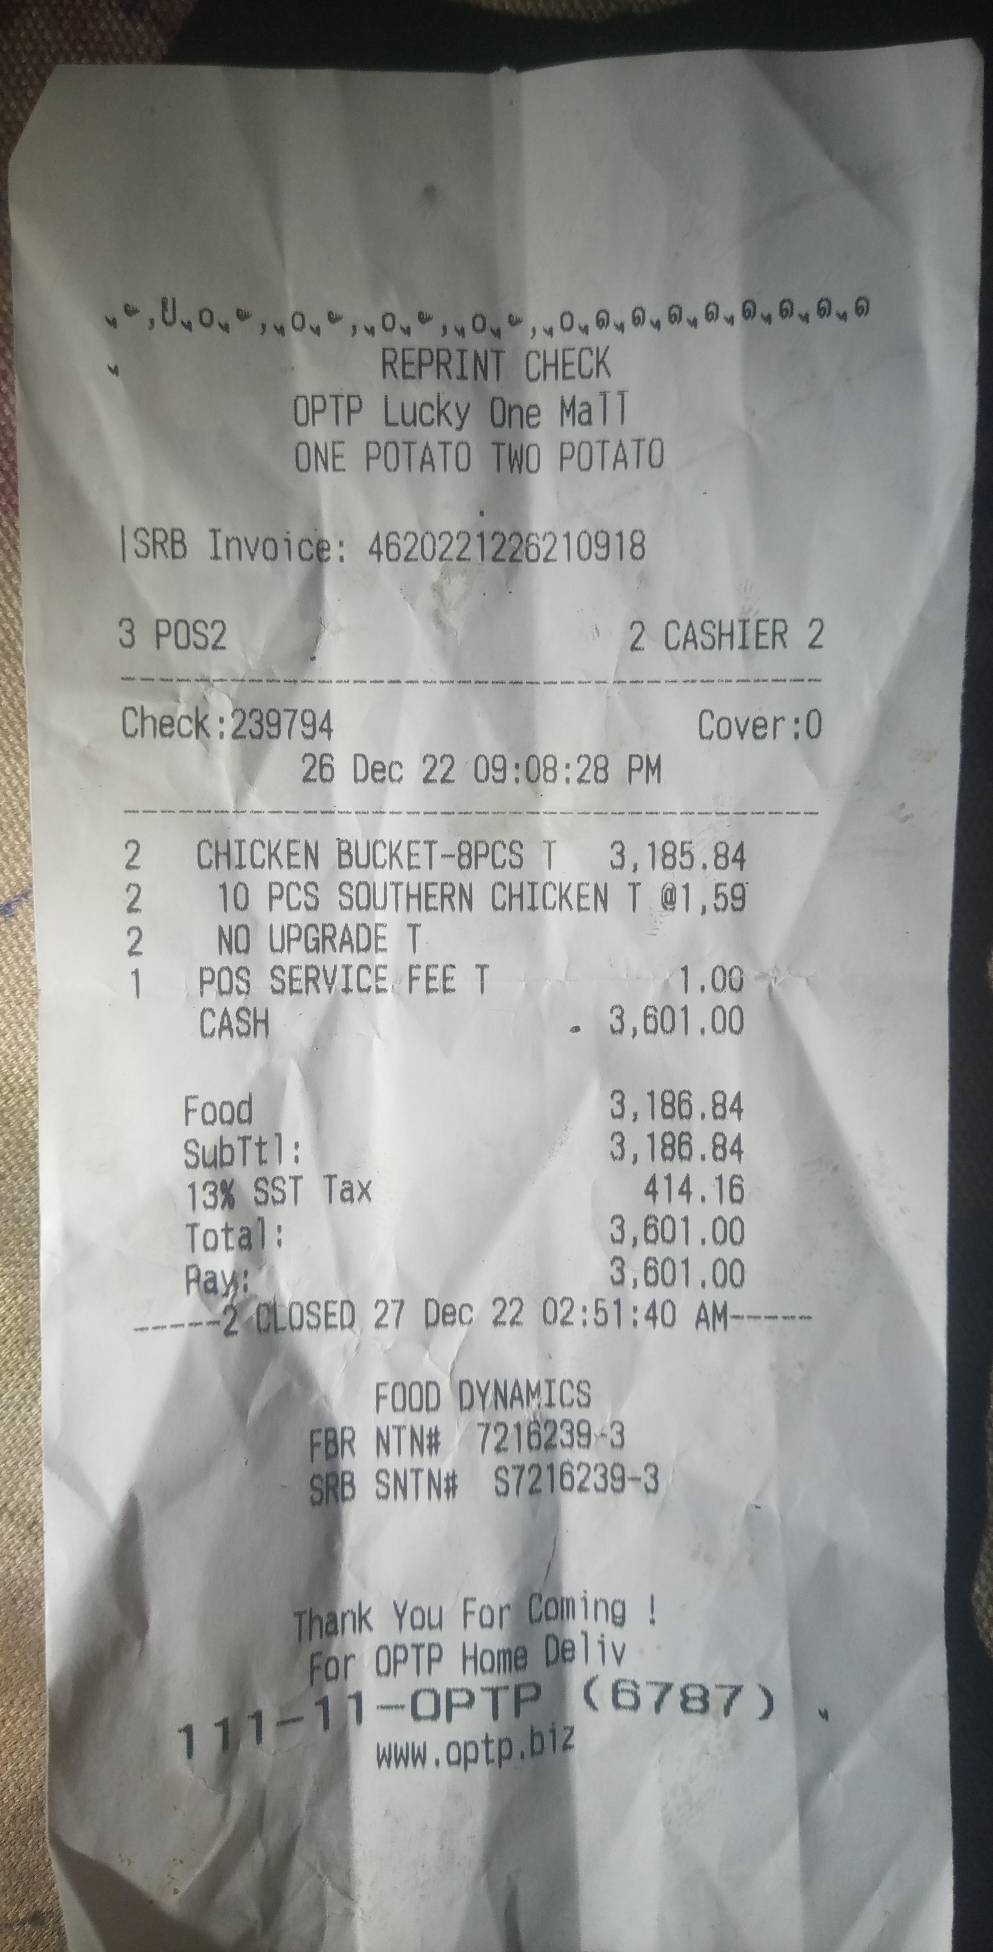 REPRINT CHECK
OPTP Lucky One Mall
ONE POTATO TWO POTATO
|SRB Invoice: 4620221226210918
3 POS2 2 CASHIER 2
------------------------------------------
Check:239794 Cover:0
26 Dec 22 09:08:28 PM
------------------------------------------
2 CHICKEN BUCKET-8PCS T 3,185.84
2 10 PCS SOUTHERN CHICKEN T @1,59
2 NO UPGRADE T
1 POS SERVICE FEE T 1.00
CASH 3,601.00
Food 3,186.84
SubTtl: 3,186.84
13% SST Tax 414.16
Total: 3,601.00
Pay: 3,601.00
-----2 CLOSED 27 Dec 22 02:51:40 AM-----
FOOD DYNAMICS
FBR NTN# 7216239-3
SRB SNTN# S7216239-3
Thank You For Coming !
For OPTP Home Deliv
111-11-OPTP (6787)
www.optp.biz